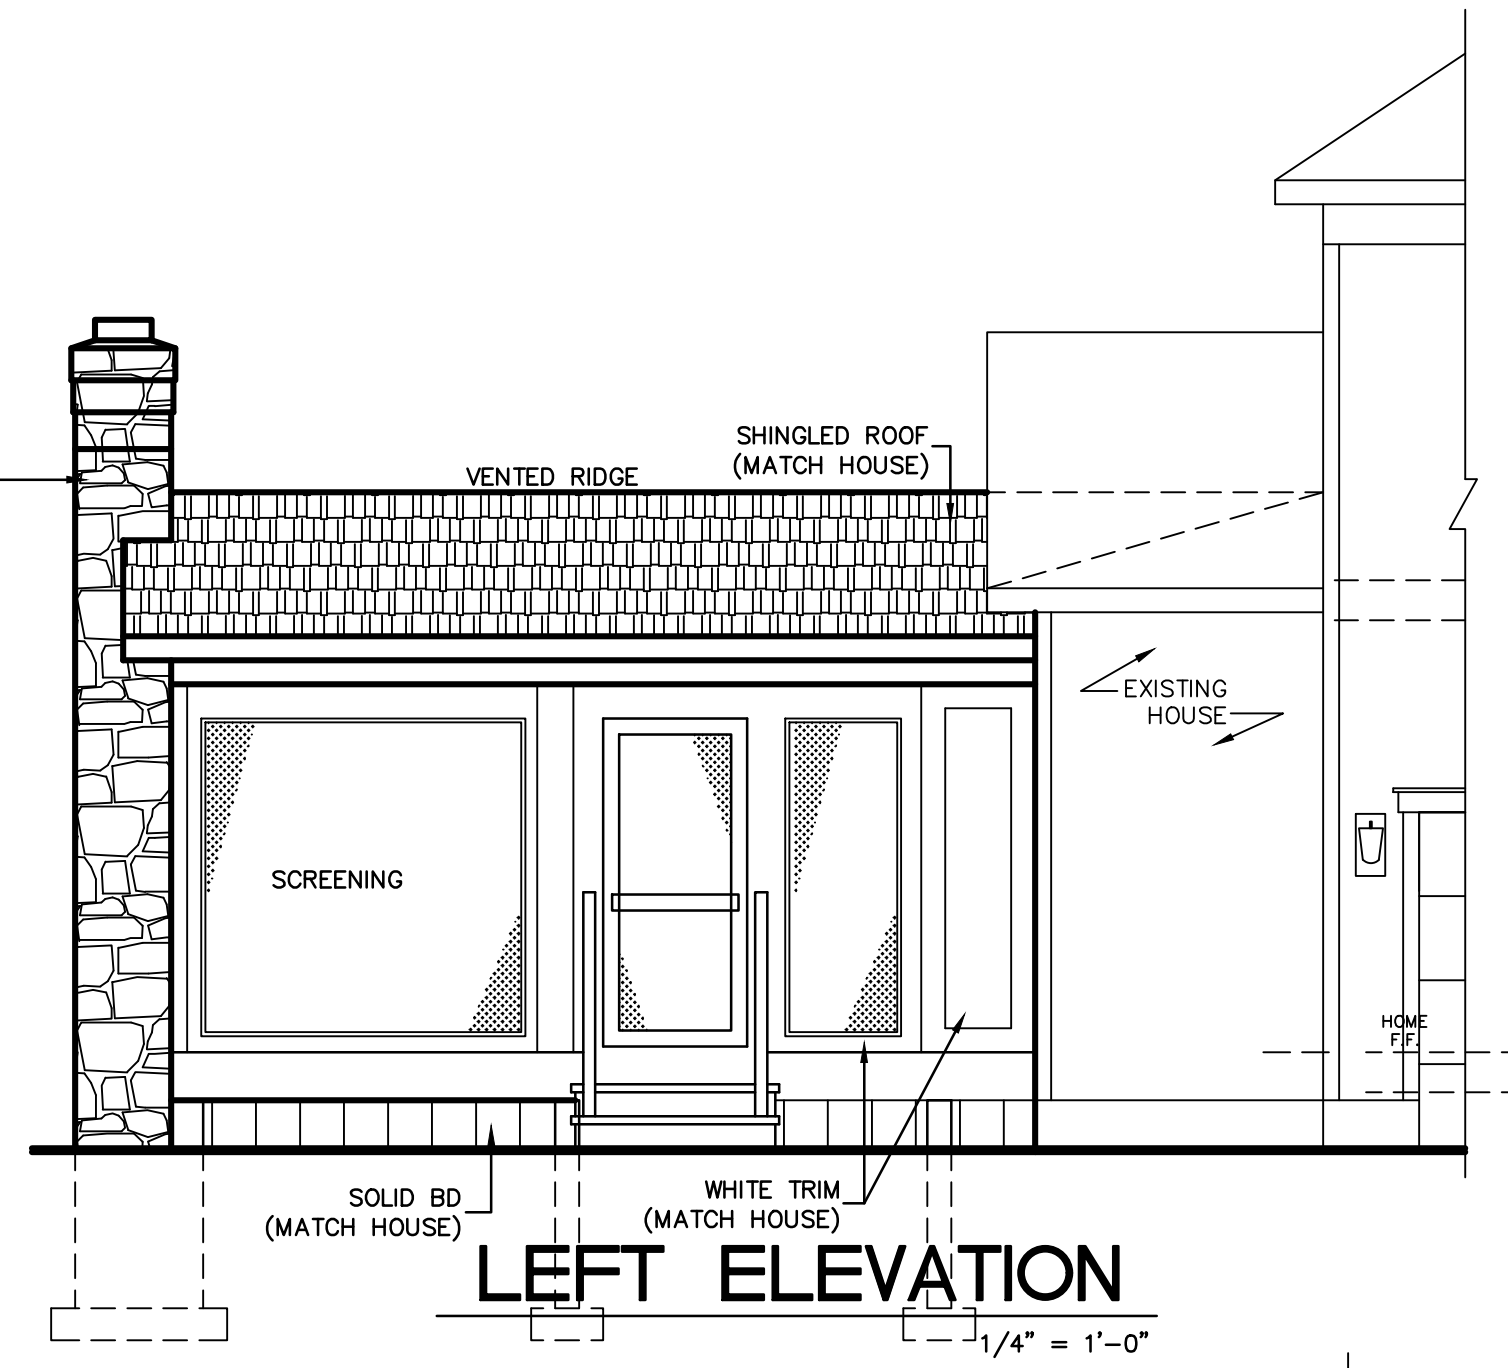 SHINGLED ROOF
(MATCH HOUSE)
VENTED RIDGE
EXISTING
HOUSE
SCREENING
HOME
F.F.
SOLID BD
(MATCH HOUSE)
WHITE TRIM
(MATCH HOUSE)
LEFT ELEVATION
1/4" = 1'-0"